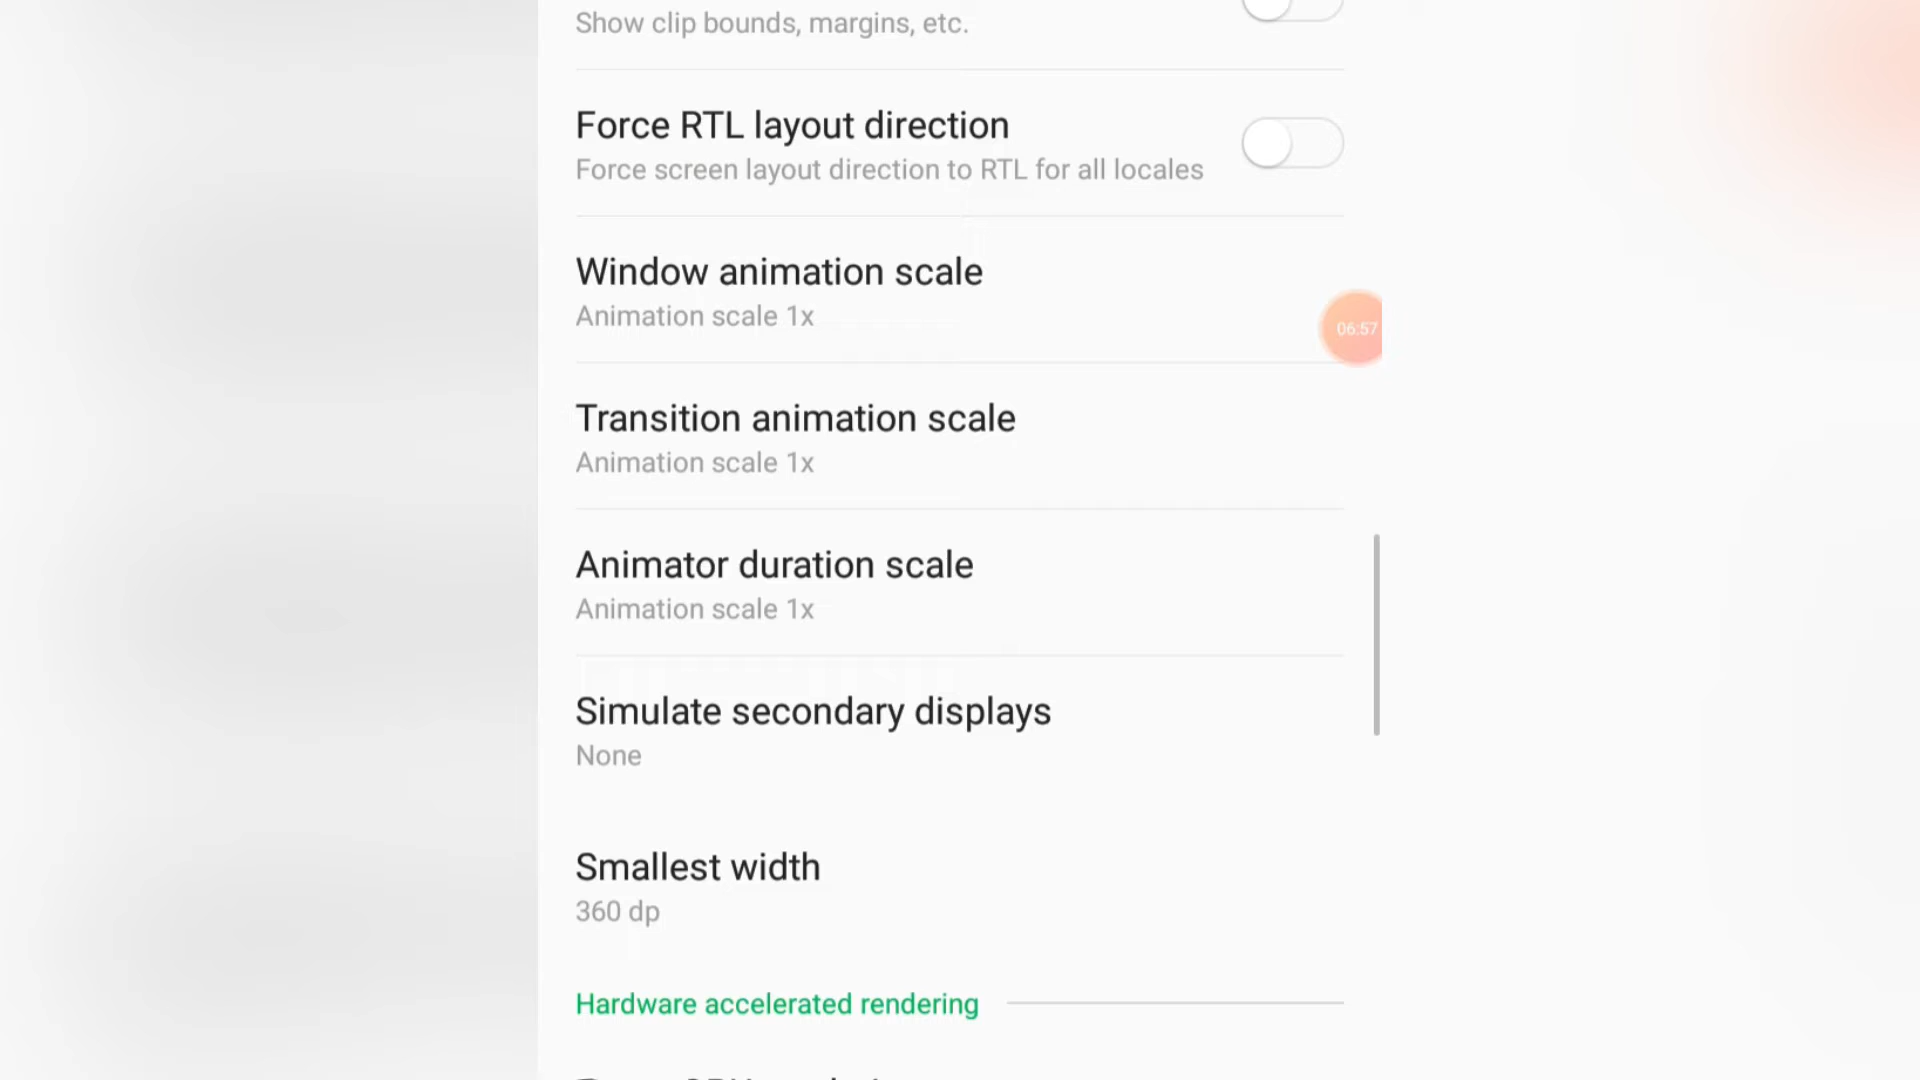 Show clip bounds, margins, etc.
Force RTL layout direction
Force screen layout direction to RTL for all locales
Window animation scale
Animation scale 1x
06:57
Transition animation scale
Animation scale 1x
Animator duration scale
Animation scale 1x
Simulate secondary displays
None
Smallest width
360 dp
Hardware accelerated rendering